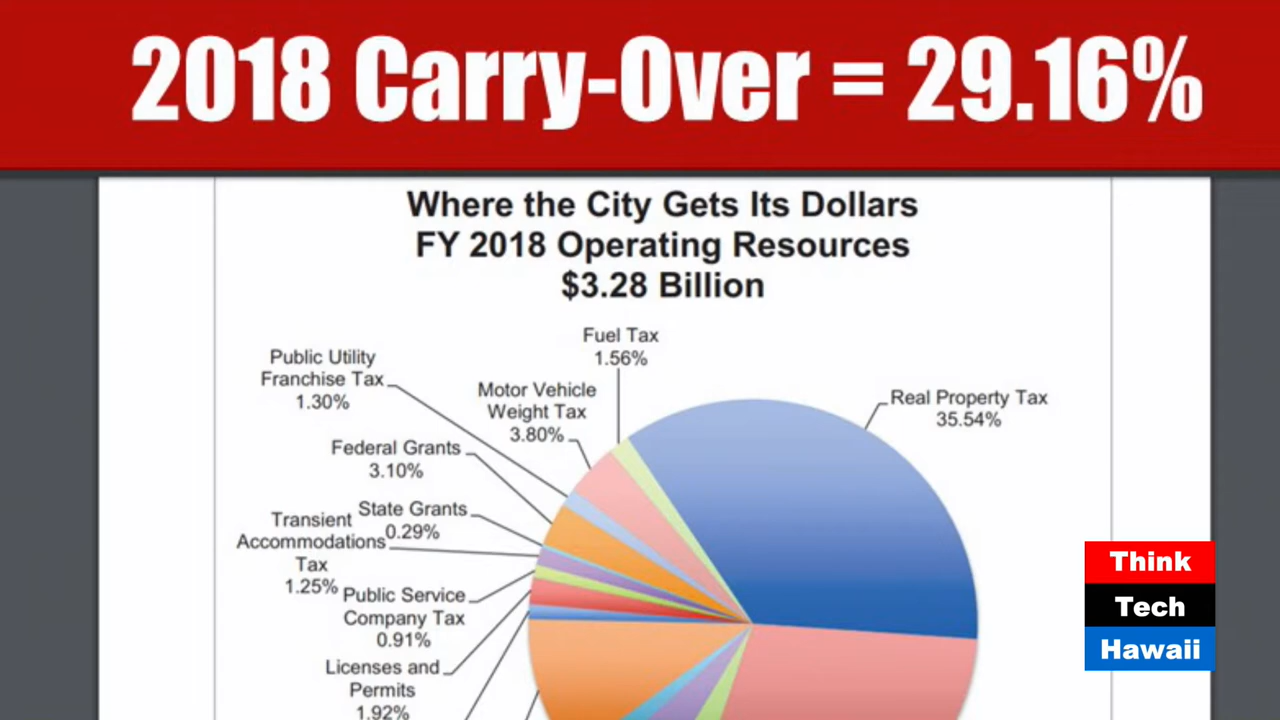 2018 Carry-Over = 29.16%
Where the City Gets Its Dollars
FY 2018 Operating Resources
$3.28 Billion
Fuel Tax
1.56%
Public Utility
Franchise Tax
1.30%
Motor Vehicle
Weight Tax
3.80%
Real Property Tax
35.54%
Federal Grants
3.10%
State Grants
0.29%
Transient
Accommodations
Tax
1.25%
Public Service
Company Tax
0.91%
Licenses and
Permits
1.92%
Think
Tech
Hawaii